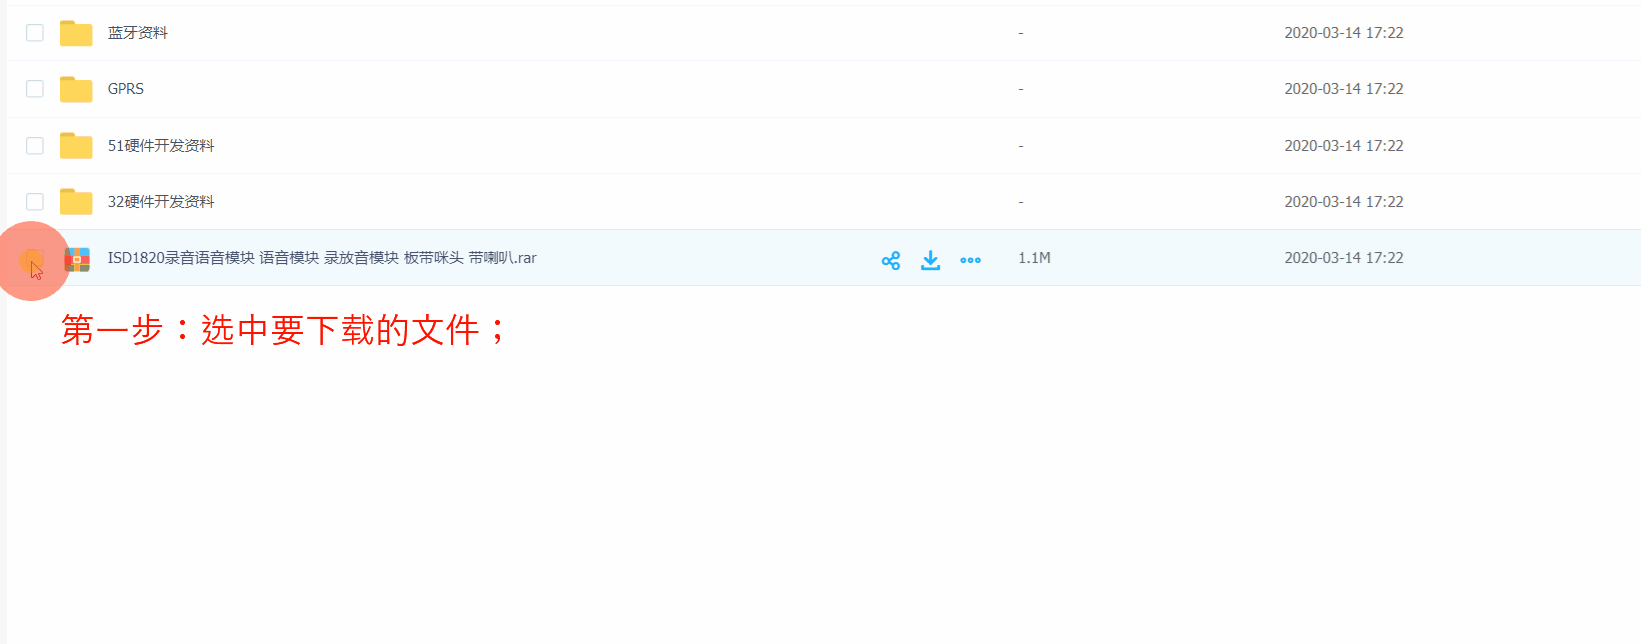 蓝牙资料 - 2020-03-14 17:22
GPRS - 2020-03-14 17:22
51硬件开发资料 - 2020-03-14 17:22
32硬件开发资料 - 2020-03-14 17:22
ISD1820录音语音模块 语音模块 录放音模块 板带咪头 带喇叭.rar 1.1M 2020-03-14 17:22
第一步：选中要下载的文件；